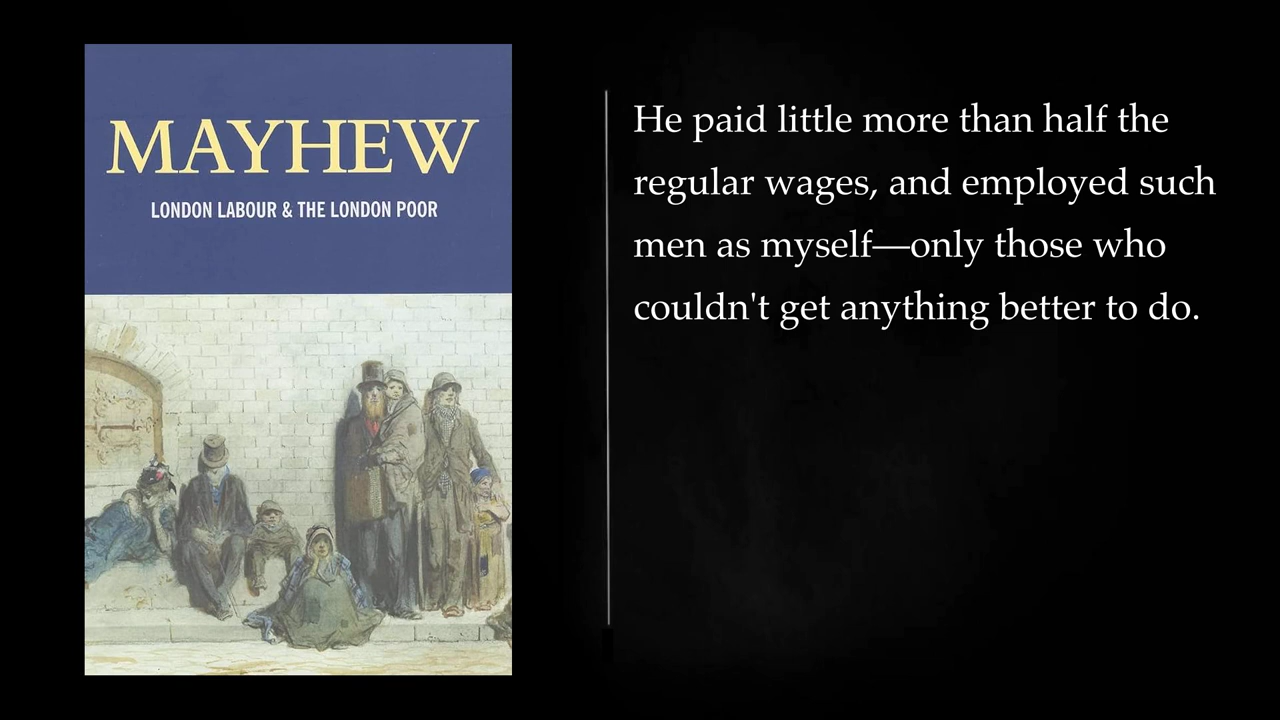 MAYHEW
LONDON LABOUR & THE LONDON POOR
He paid little more than half the
regular wages, and employed such
men as myself—only those who
couldn't get anything better to do.